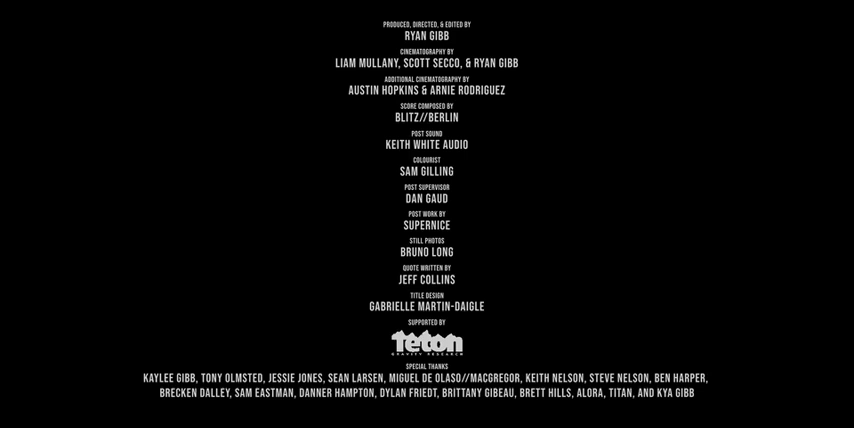 PRODUCED, DIRECTED, & EDITED BY
RYAN GIBB
CINEMATOGRAPHY BY
LIAM MULLANY, SCOTT SECCO, & RYAN GIBB
ADDITIONAL CINEMATOGRAPHY BY
AUSTIN HOPKINS & ARNIE RODRIGUEZ
SCORE COMPOSED BY
BLITZ//BERLIN
POST SOUND
KEITH WHITE AUDIO
COLOURIST
SAM GILLING
POST SUPERVISOR
DAN GAUD
POST WORK BY
SUPERNICE
STILL PHOTOS
BRUNO LONG
QUOTE WRITTEN BY
JEFF COLLINS
TITLE DESIGN
GABRIELLE MARTIN-DAIGLE
SUPPORTED BY
Teton
GRAVITY RESEARCH
SPECIAL THANKS
KAYLEE GIBB, TONY OLMSTED, JESSIE JONES, SEAN LARSEN, MIGUEL DE OLASO//MACGREGOR, KEITH NELSON, STEVE NELSON, BEN HARPER,
BRECKEN DALLEY, SAM EASTMAN, DANNER HAMPTON, DYLAN FRIEDT, BRITTANY GIBEAU, BRETT HILLS, ALORA, TITAN, AND KYA GIBB